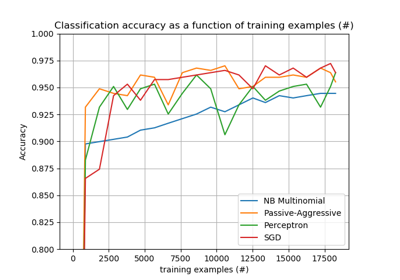 Classification accuracy as a function of training examples (#)
1.000
0.975
0.950
0.925
0.900
0.875
0.850
0.825
0.800
Accuracy
NB Multinomial
Passive-Aggressive
Perceptron
SGD
0
2500
5000
7500
10000
12500
15000
17500
training examples (#)